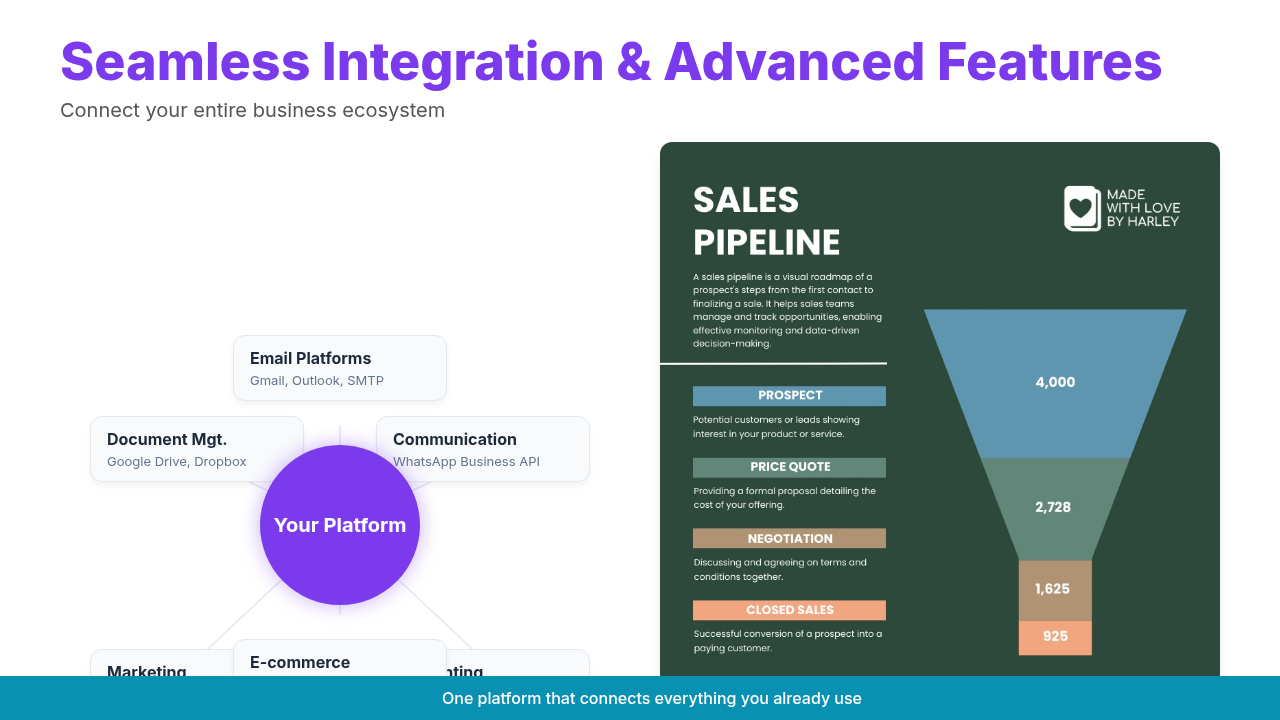 Seamless Integration & Advanced Features
Connect your entire business ecosystem
Email Platforms
Gmail, Outlook, SMTP
Document Mgt.
Google Drive, Dropbox
Communication
WhatsApp Business API
Your Platform
Marketing
E-commerce
SALES
PIPELINE
MADE
WITH LOVE
BY HARLEY
A sales pipeline is a visual roadmap of a
prospect's steps from the first contact to
finalizing a sale. It helps sales teams
manage and track opportunities, enabling
effective monitoring and data-driven
decision-making.
PROSPECT
Potential customers or leads showing
interest in your product or service.
PRICE QUOTE
Providing a formal proposal detailing the
cost of your offering.
NEGOTIATION
Discussing and agreeing on terms and
conditions together.
CLOSED SALES
Successful conversion of a prospect into a
paying customer.
4,000
2,728
1,625
925
One platform that connects everything you already use